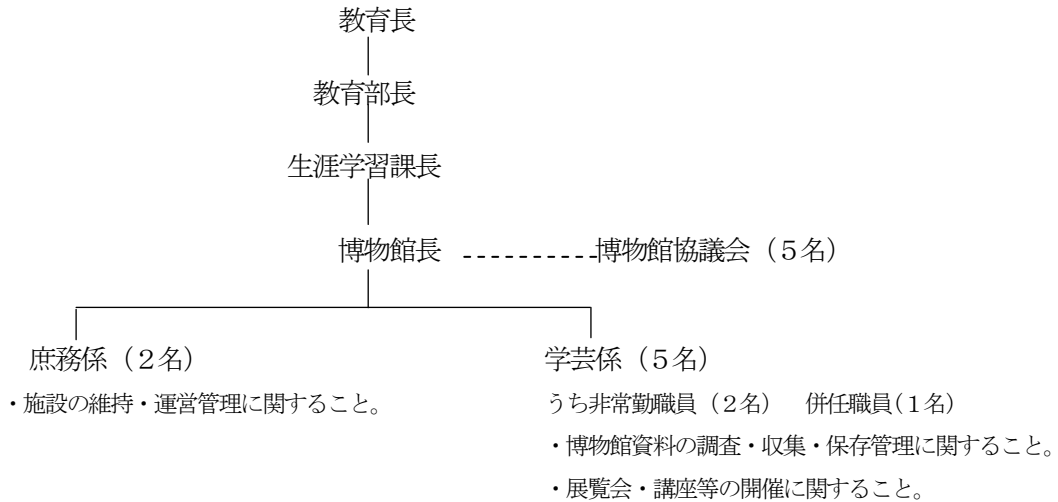 教育長
教育部長
生涯学習課長
博物館長 ----------博物館協議会（５名）
庶務係（２名） 学芸係（５名）
・施設の維持・運営管理に関すること。 うち非常勤職員（２名）　併任職員(１名）
・博物館資料の調査・収集・保存管理に関すること。
・展覧会・講座等の開催に関すること。